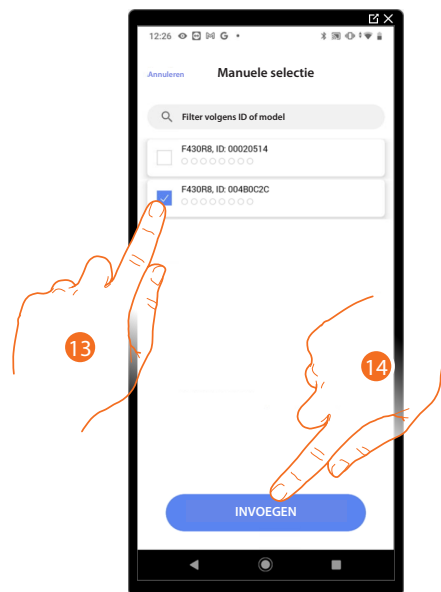 12:26 G
Annuleren Manuele selectie
Filter volgens ID of model
F430R8, ID: 00020514
F430R8, ID: 004B0C2C
13
14
INVOEGEN